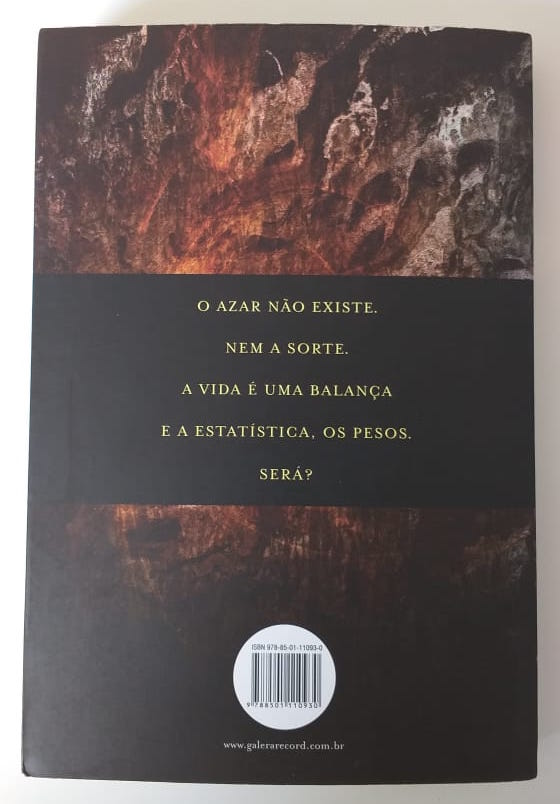 O AZAR NÃO EXISTE.
NEM A SORTE.
A VIDA É UMA BALANÇA
E A ESTATÍSTICA, OS PESOS.
SERÁ?
ISBN 978-85-01-11093-0
9 788501 110930
www.galerarecord.com.br